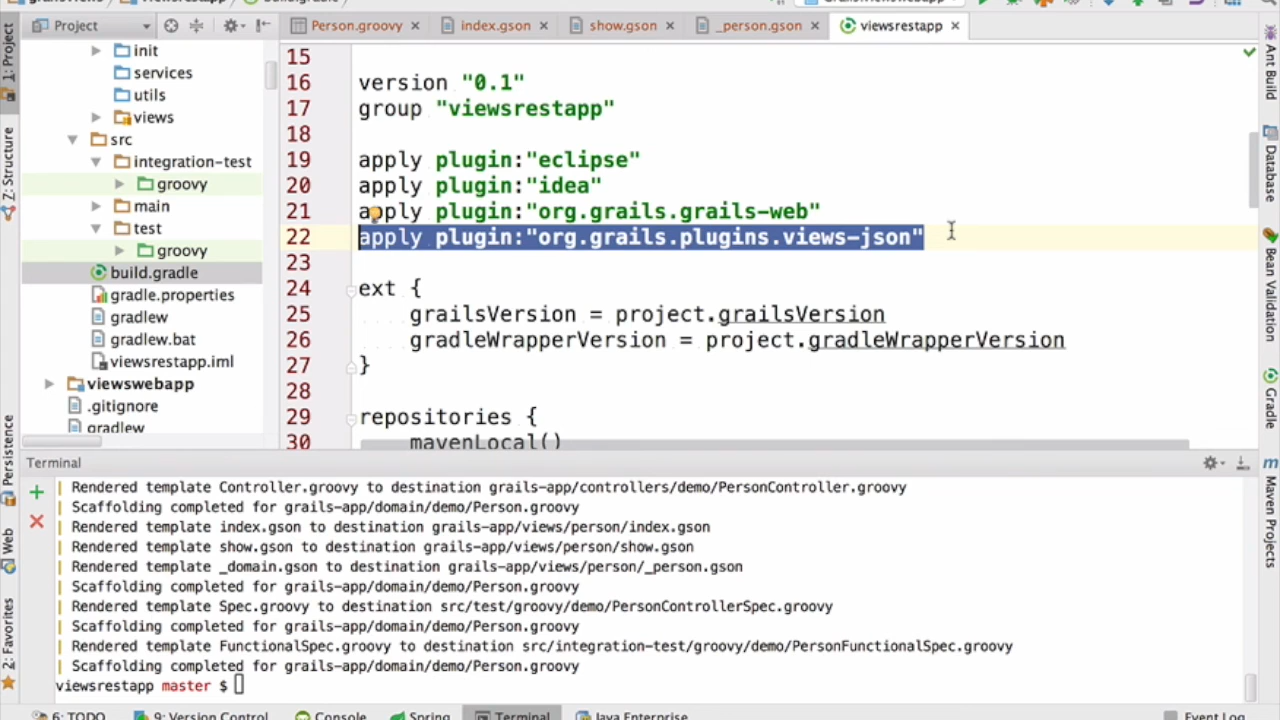 Project
Person.groovy
index.gson
show.gson
_person.gson
viewsrestapp
1: Project
Z: Structure
Persistence
Web
2: Favorites
init
services
utils
views
src
integration-test
groovy
main
test
groovy
build.gradle
gradle.properties
gradlew
gradlew.bat
viewsrestapp.iml
viewswebapp
.gitignore
gradlew
15
16 version "0.1"
17 group "viewsrestapp"
18
19 apply plugin:"eclipse"
20 apply plugin:"idea"
21 apply plugin:"org.grails.grails-web"
22 apply plugin:"org.grails.plugins.views-json"
23
24 ext {
25 grailsVersion = project.grailsVersion
26 gradleWrapperVersion = project.gradleWrapperVersion
27 }
28
29 repositories {
30 mavenLocal()
Ant Build
Database
Bean Validation
Gradle
Maven Projects
Terminal
| Rendered template Controller.groovy to destination grails-app/controllers/demo/PersonController.groovy
| Scaffolding completed for grails-app/domain/demo/Person.groovy
| Rendered template index.gson to destination grails-app/views/person/index.gson
| Rendered template show.gson to destination grails-app/views/person/show.gson
| Rendered template _domain.gson to destination grails-app/views/person/_person.gson
| Scaffolding completed for grails-app/domain/demo/Person.groovy
| Rendered template Spec.groovy to destination src/test/groovy/demo/PersonControllerSpec.groovy
| Scaffolding completed for grails-app/domain/demo/Person.groovy
| Rendered template FunctionalSpec.groovy to destination src/integration-test/groovy/demo/PersonFunctionalSpec.groovy
| Scaffolding completed for grails-app/domain/demo/Person.groovy
viewsrestapp master $
6: TODO
9: Version Control
Console
Spring
Terminal
Java Enterprise
Event Log